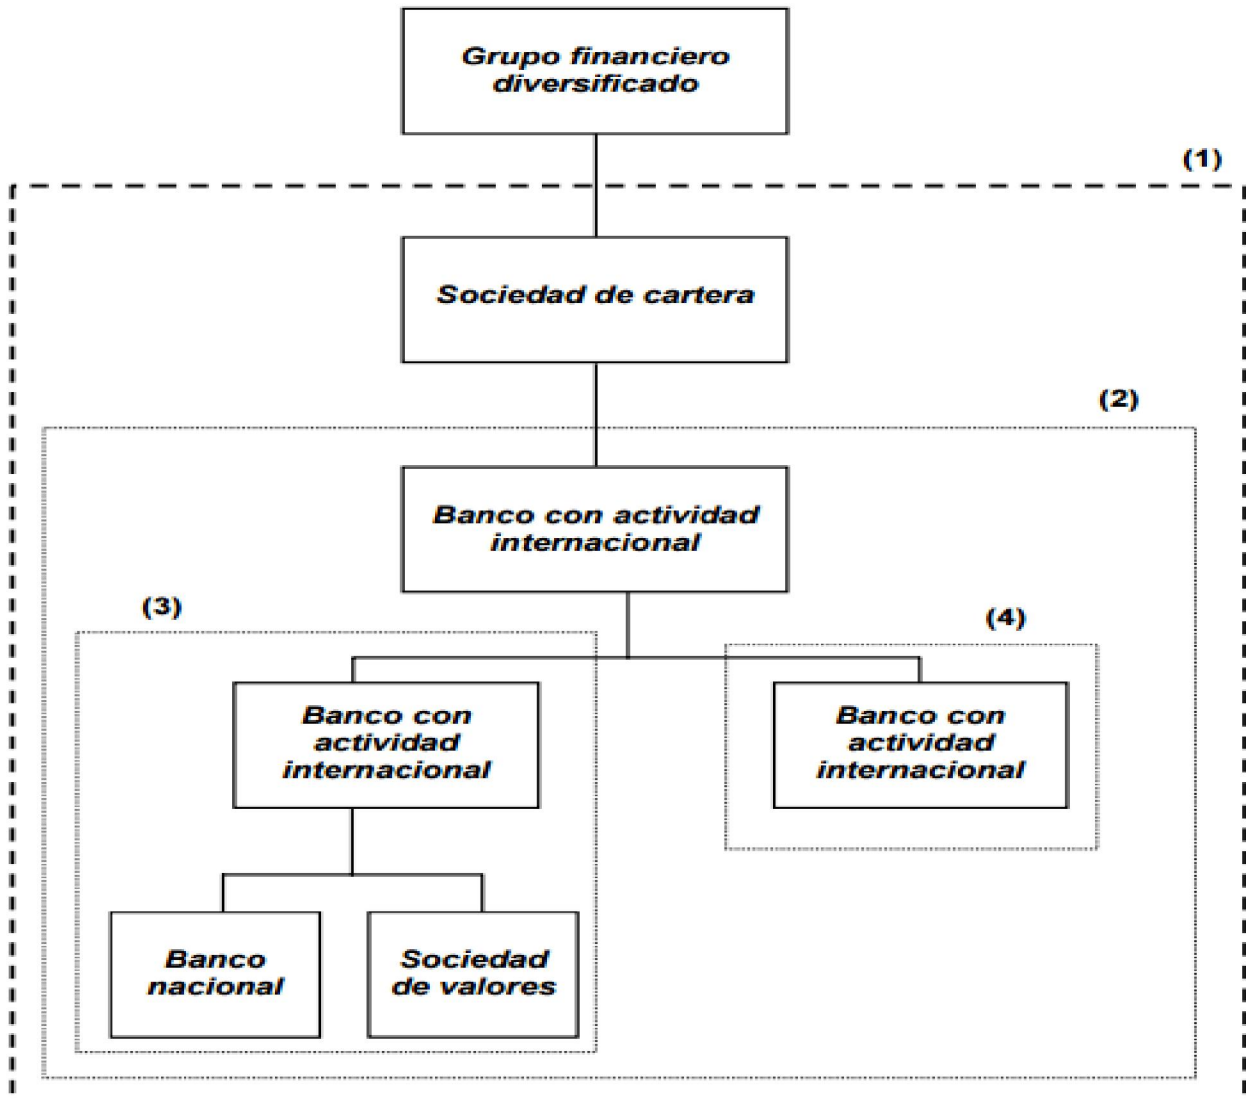 Grupo financiero
diversificado
(1)
Sociedad de cartera
(2)
Banco con actividad
internacional
(3)
(4)
Banco con
actividad
internacional
Banco con
actividad
internacional
Banco
nacional
Sociedad
de valores